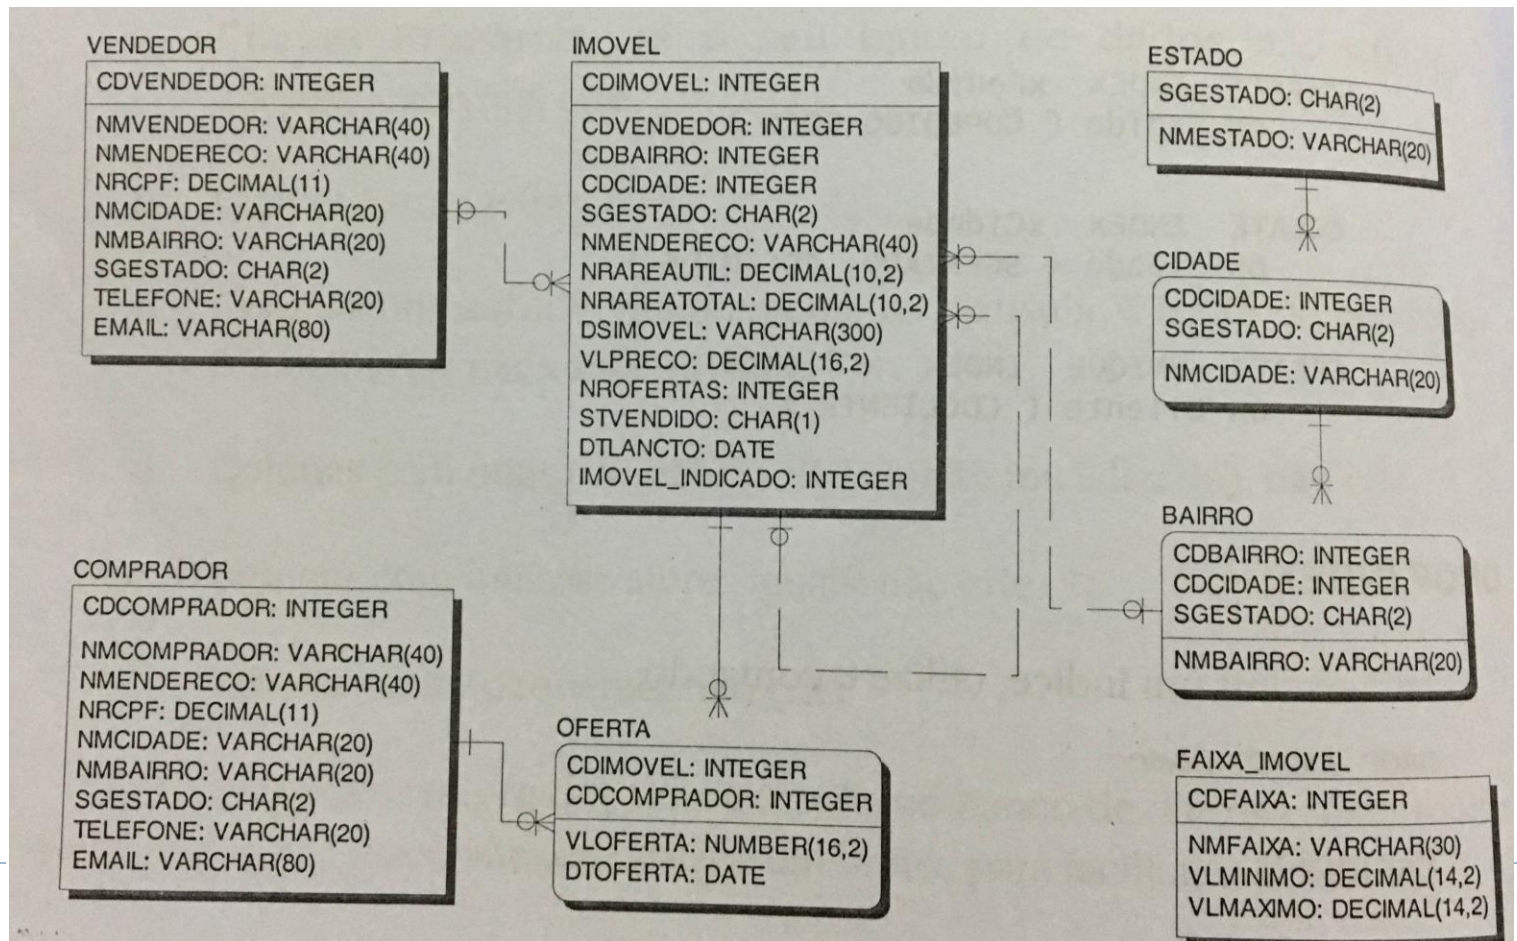 VENDEDOR
CDVENDEDOR: INTEGER
NMVENDEDOR: VARCHAR(40)
NMENDERECO: VARCHAR(40)
NRCPF: DECIMAL(11)
NMCIDADE: VARCHAR(20)
NMBAIRRO: VARCHAR(20)
SGESTADO: CHAR(2)
TELEFONE: VARCHAR(20)
EMAIL: VARCHAR(80)
IMOVEL
CDIMOVEL: INTEGER
CDVENDEDOR: INTEGER
CDBAIRRO: INTEGER
CDCIDADE: INTEGER
SGESTADO: CHAR(2)
NMENDERECO: VARCHAR(40)
NRAREAUTIL: DECIMAL(10,2)
NRAREATOTAL: DECIMAL(10,2)
DSIMOVEL: VARCHAR(300)
VLPRECO: DECIMAL(16,2)
NROFERTAS: INTEGER
STVENDIDO: CHAR(1)
DTLANCTO: DATE
IMOVEL_INDICADO: INTEGER
ESTADO
SGESTADO: CHAR(2)
NMESTADO: VARCHAR(20)
CIDADE
CDCIDADE: INTEGER
SGESTADO: CHAR(2)
NMCIDADE: VARCHAR(20)
BAIRRO
CDBAIRRO: INTEGER
CDCIDADE: INTEGER
SGESTADO: CHAR(2)
NMBAIRRO: VARCHAR(20)
COMPRADOR
CDCOMPRADOR: INTEGER
NMCOMPRADOR: VARCHAR(40)
NMENDERECO: VARCHAR(40)
NRCPF: DECIMAL(11)
NMCIDADE: VARCHAR(20)
NMBAIRRO: VARCHAR(20)
SGESTADO: CHAR(2)
TELEFONE: VARCHAR(20)
EMAIL: VARCHAR(80)
OFERTA
CDIMOVEL: INTEGER
CDCOMPRADOR: INTEGER
VLOFERTA: NUMBER(16,2)
DTOFERTA: DATE
FAIXA_IMOVEL
CDFAIXA: INTEGER
NMFAIXA: VARCHAR(30)
VLMINIMO: DECIMAL(14,2)
VLMAXIMO: DECIMAL(14,2)